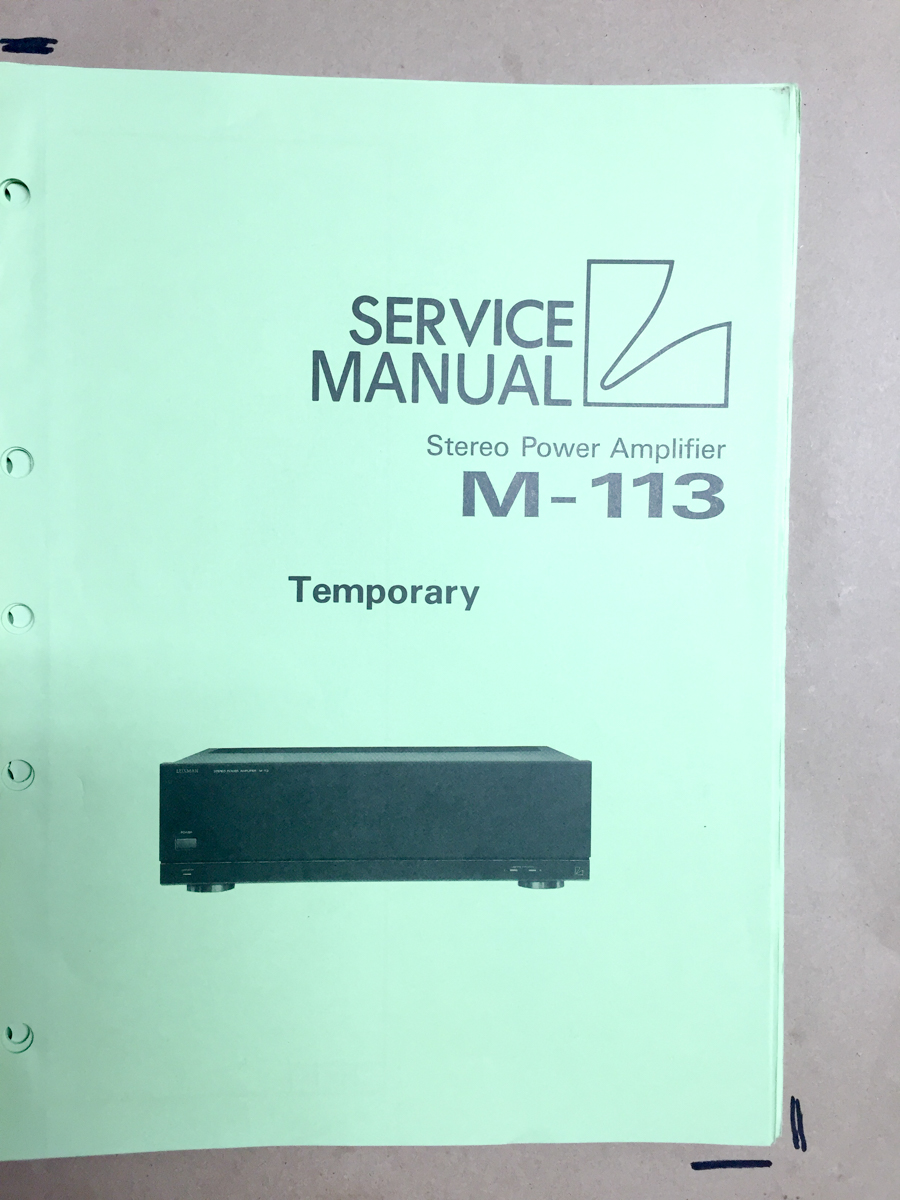 SERVICE
MANUAL
Stereo Power Amplifier
M-113
Temporary